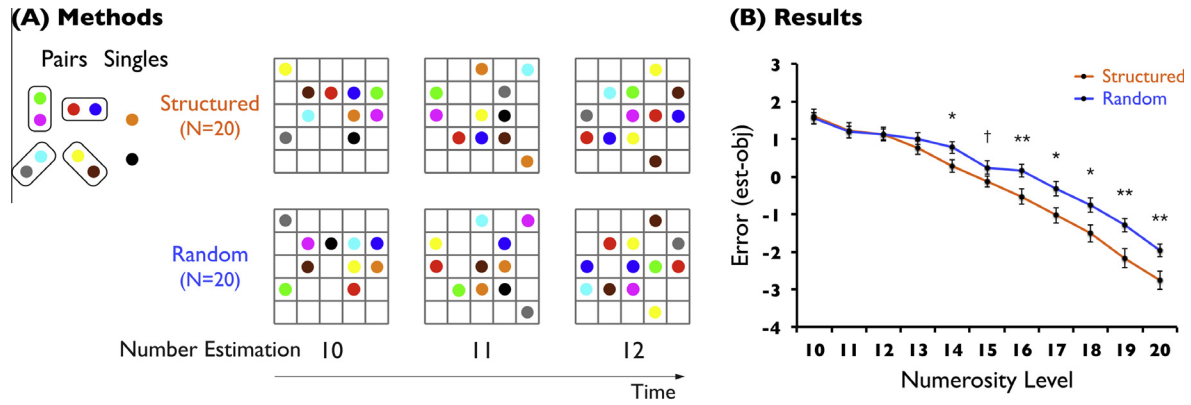 (A) Methods
Pairs Singles
Structured
(N=20)
Random
(N=20)
Number Estimation 10 11 12
Time
(B) Results
Structured
Random
Error (est-obj)
4
3
2
1
0
-1
-2
-3
-4
* † ** * * ** **
10 11 12 13 14 15 16 17 18 19 20
Numerosity Level